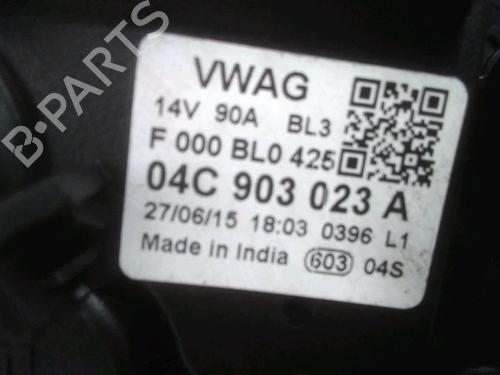 B-PARTS
VWAG
14V 90A BL3
F 000 BL0 425
04C 903 023 A
27/06/15 18:03 0396 L1
Made in India 603 04S